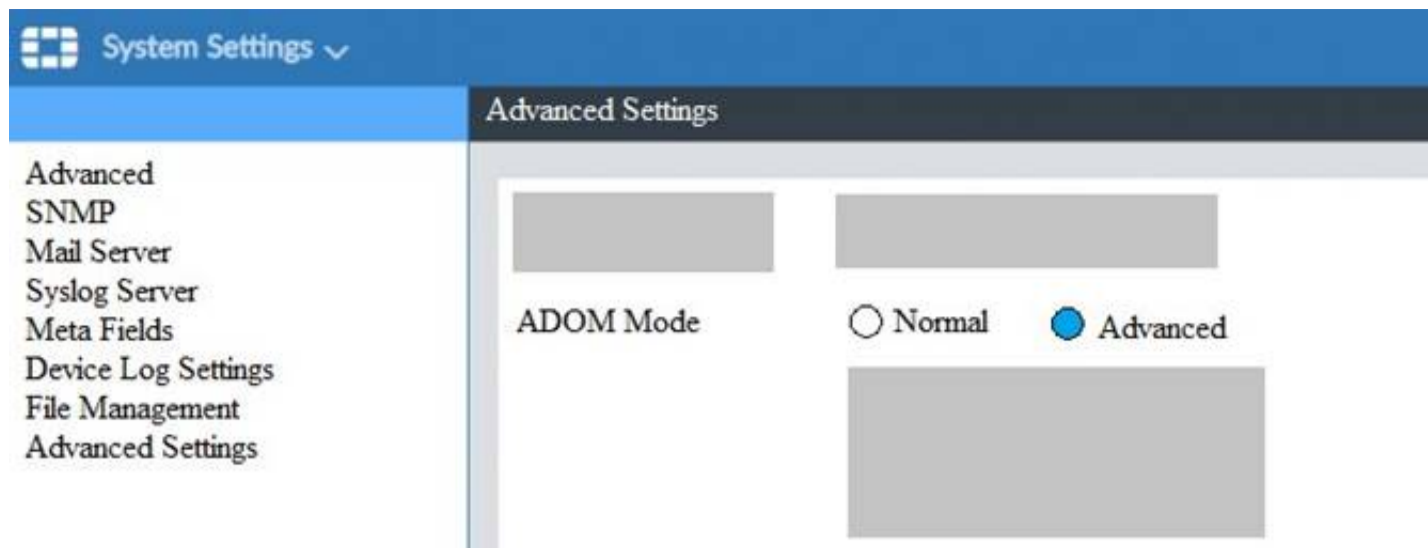 System Settings
Advanced Settings
Advanced
SNMP
Mail Server
Syslog Server
Meta Fields
Device Log Settings
File Management
Advanced Settings
ADOM Mode
Normal
Advanced